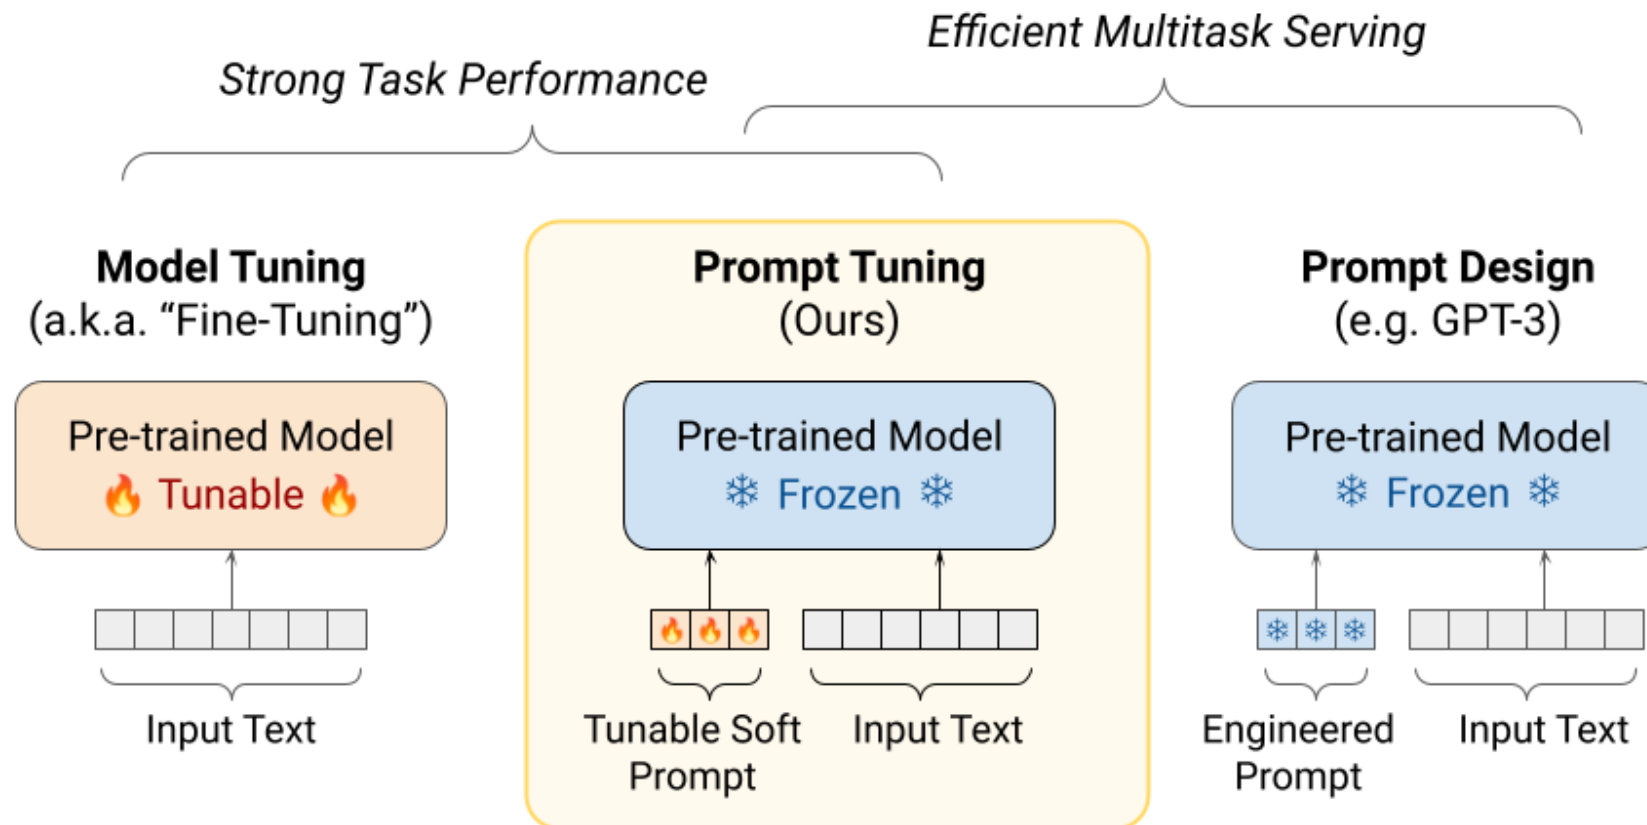 Efficient Multitask Serving
Strong Task Performance
Model Tuning
(a.k.a. “Fine-Tuning”)
Pre-trained Model
🔥 Tunable 🔥
Input Text
Prompt Tuning
(Ours)
Pre-trained Model
❄ Frozen ❄
Tunable Soft
Prompt
Input Text
Prompt Design
(e.g. GPT-3)
Pre-trained Model
❄ Frozen ❄
Engineered
Prompt
Input Text